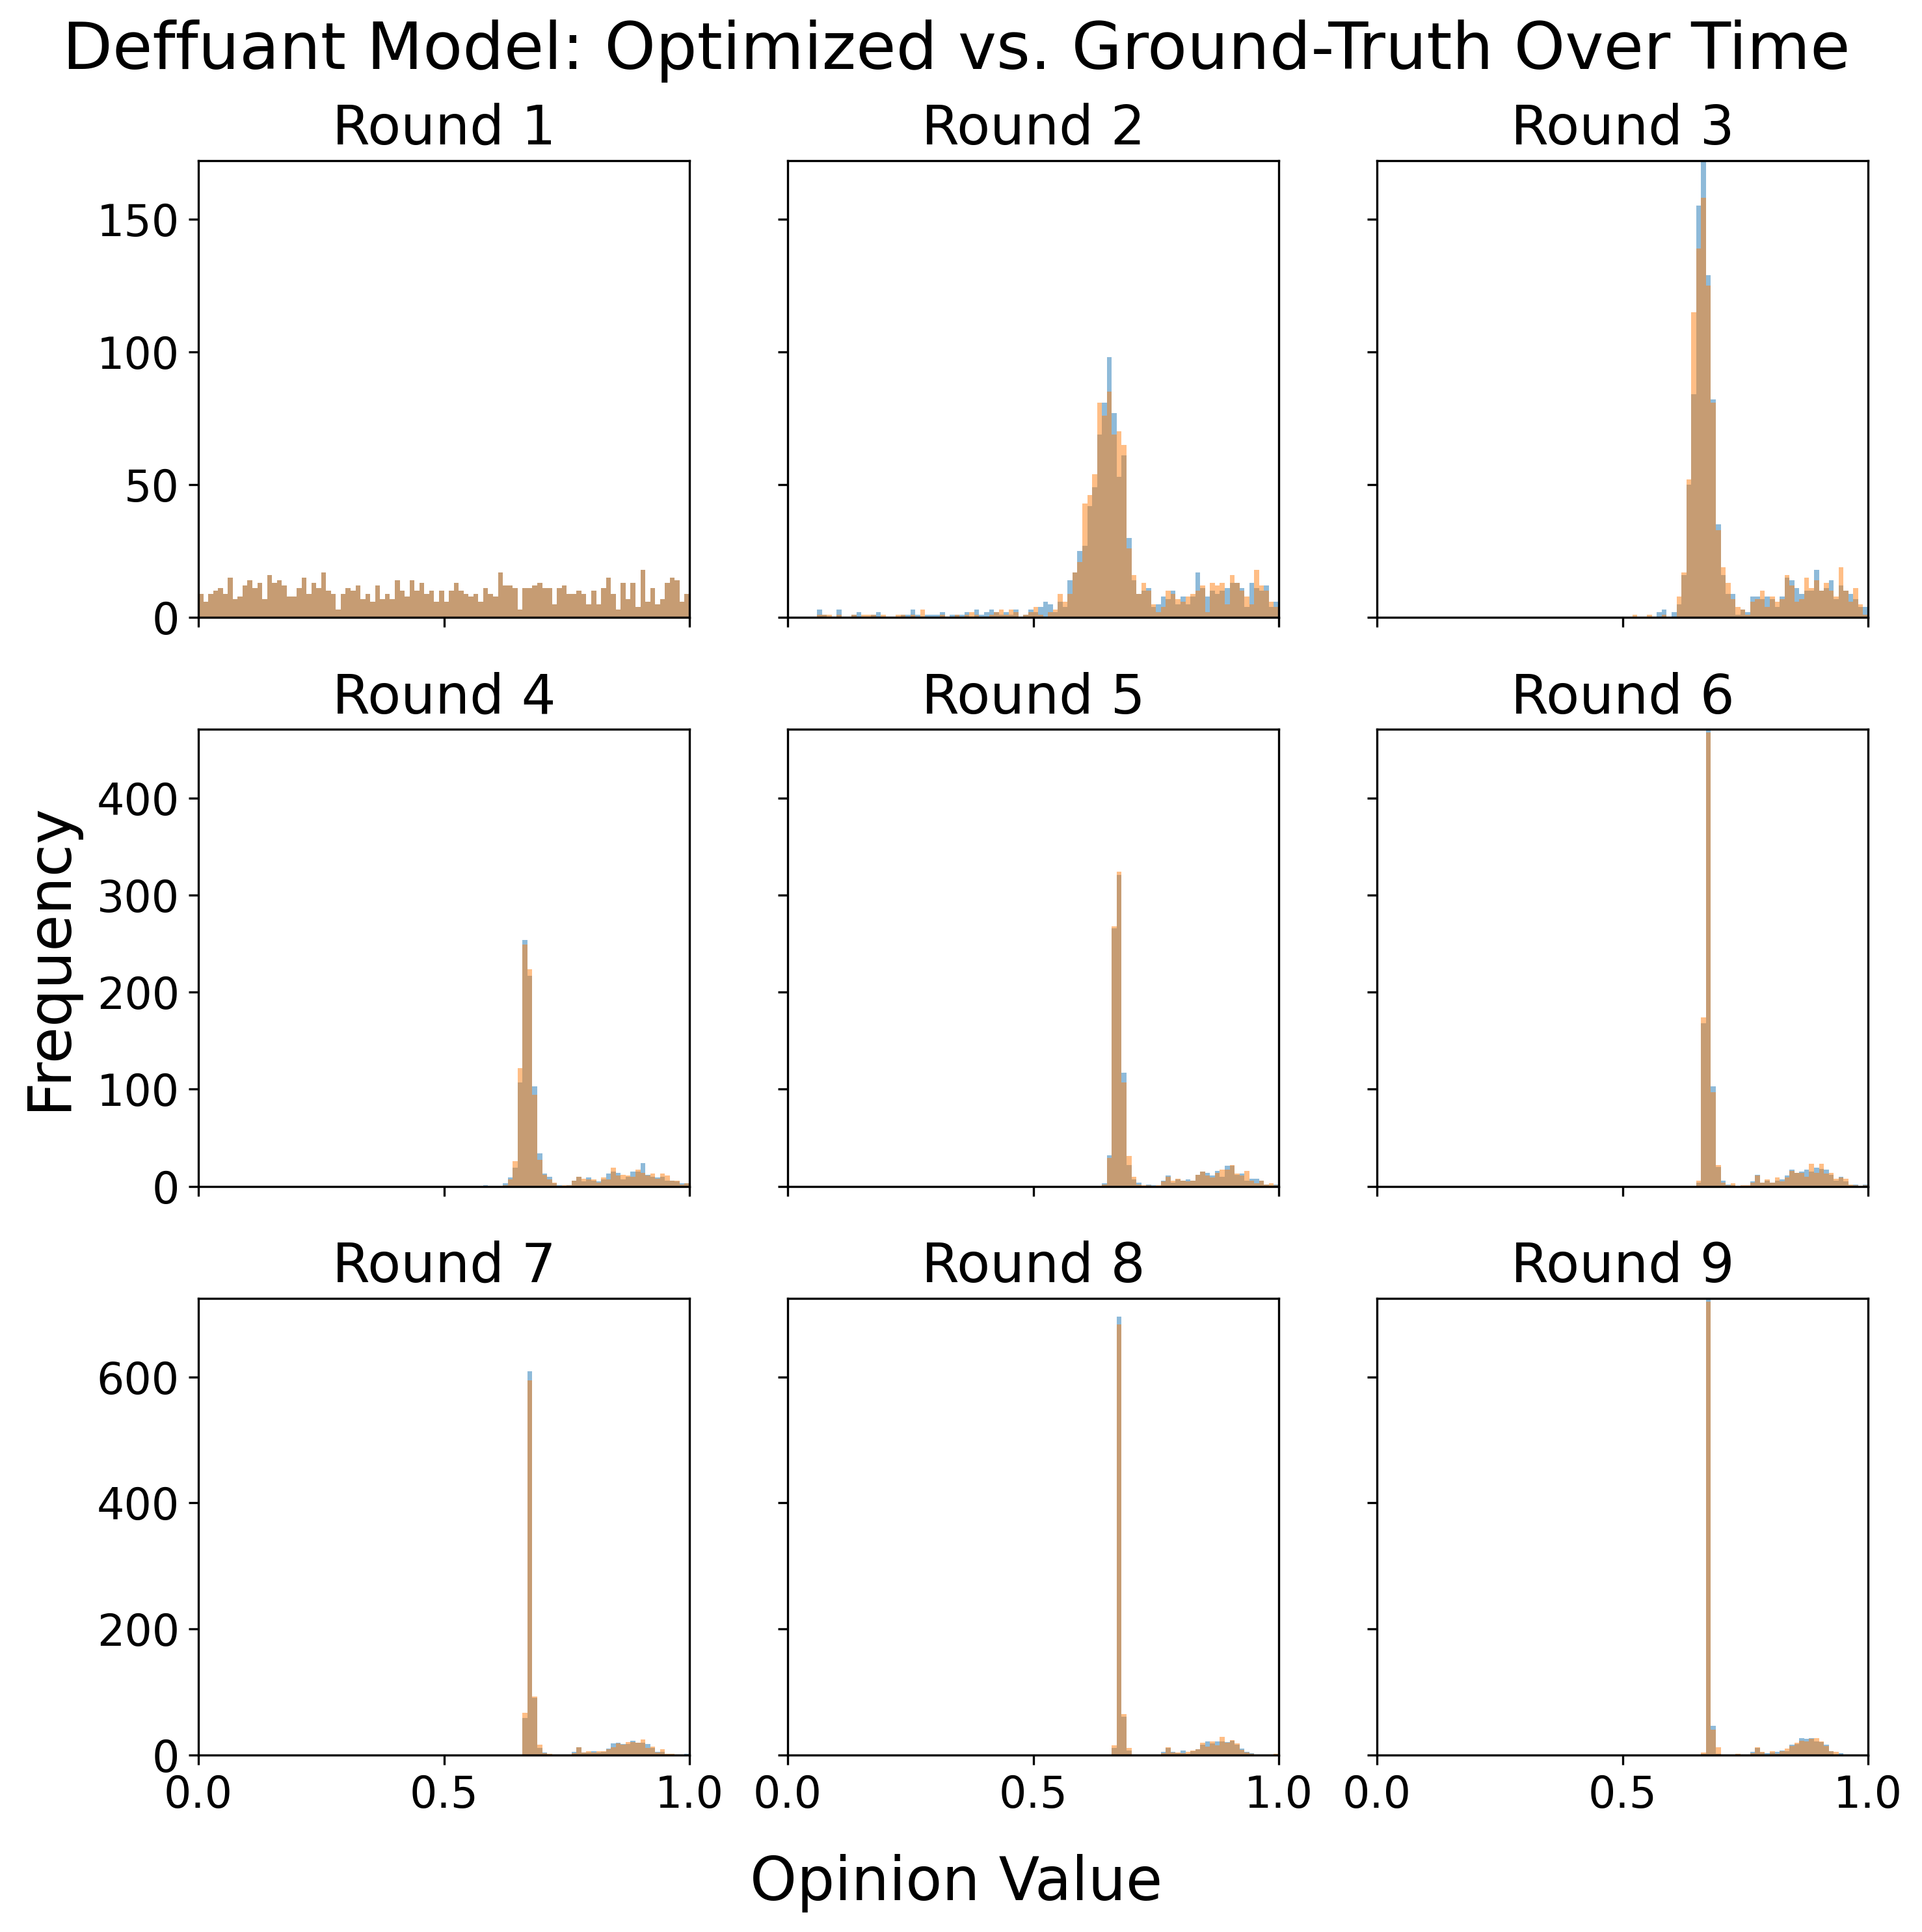 Deffuant Model: Optimized vs. Ground-Truth Over Time
Round 1
Round 2
Round 3
150
100
50
0
Round 4
Round 5
Round 6
Frequency
400
300
200
100
0
Round 7
Round 8
Round 9
600
400
200
0
0.0 0.5 1.0
0.0 0.5 1.0
0.0 0.5 1.0
Opinion Value